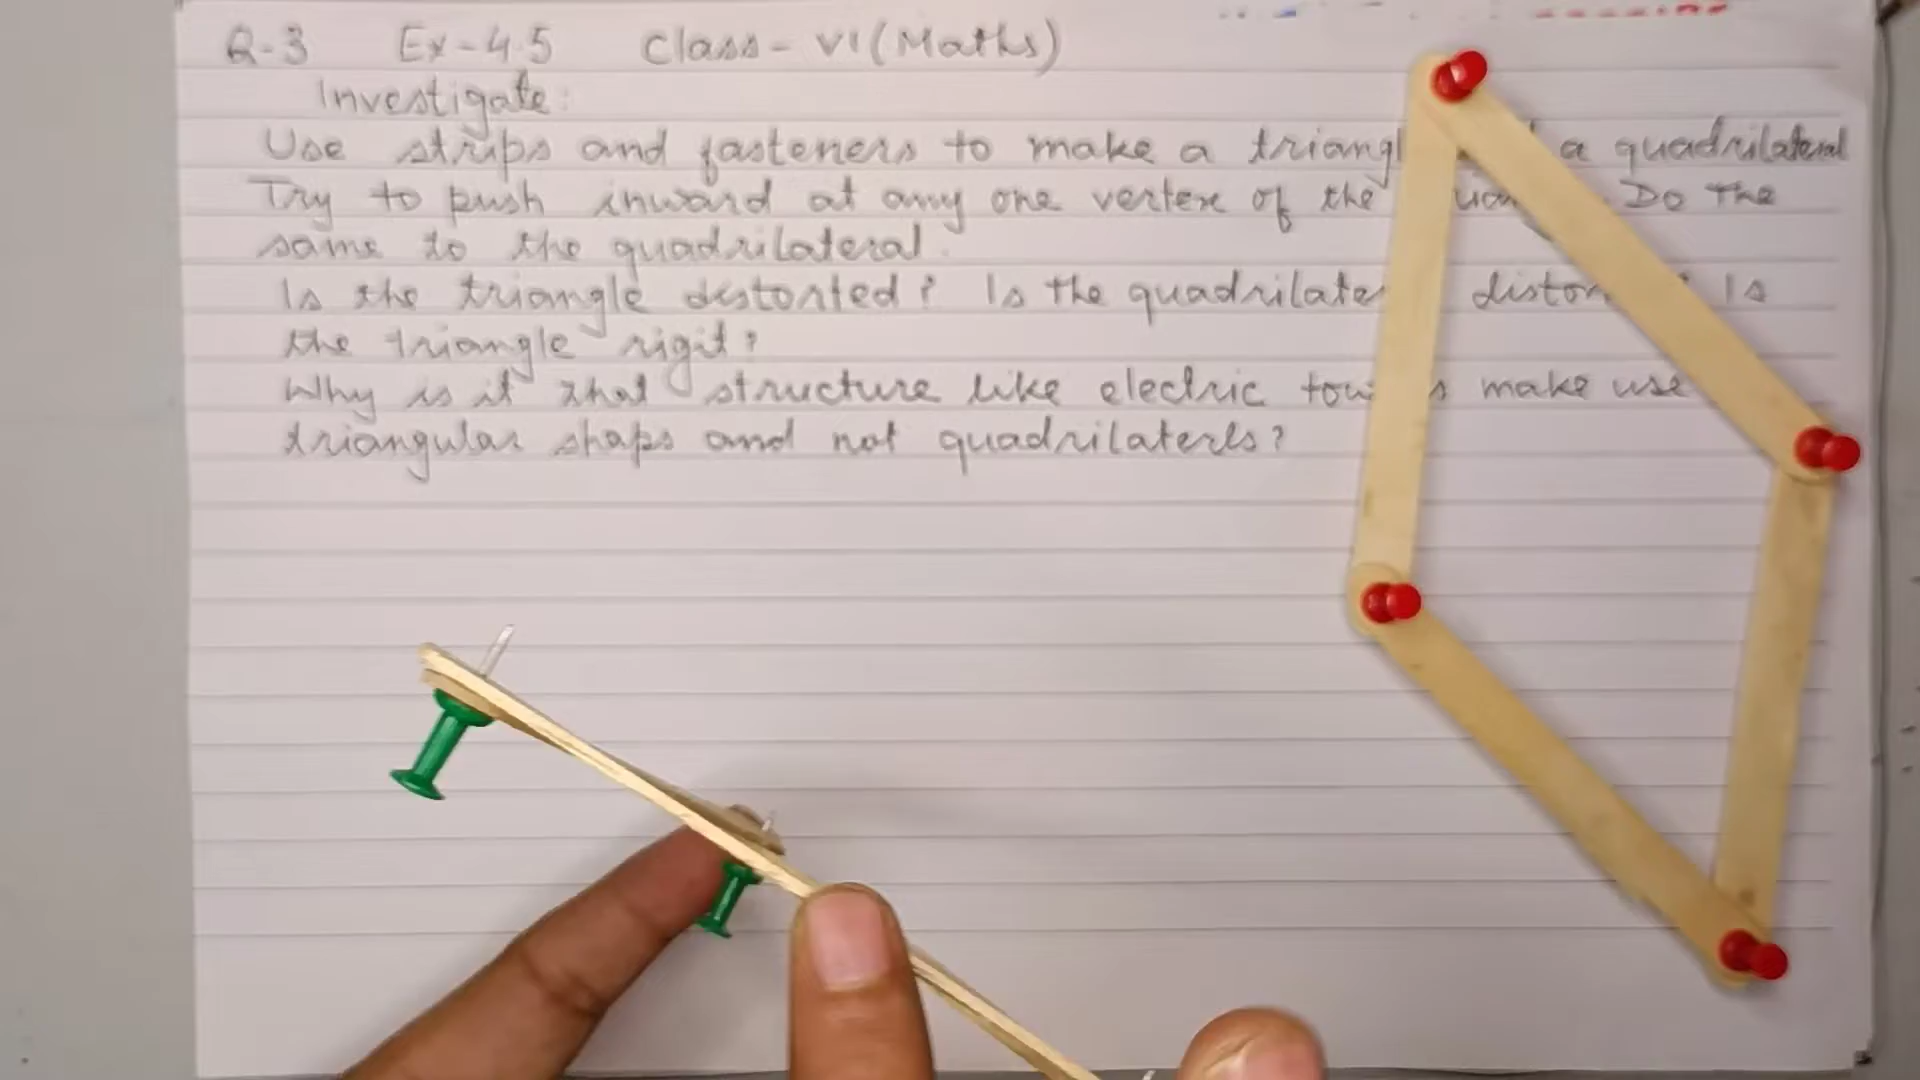 Q-3 Ex-4.5 Class-VI (Maths)
Investigate:
Use strips and fasteners to make a triangl a quadrilateral
Try to push inward at any one vertex of the Do The
same to the quadrilateral.
Is the triangle distorted? Is the quadrilate distor Is
the triangle rigit?
Why is it that structure like electric tow s make use
triangular shaps and not quadrilaterls?